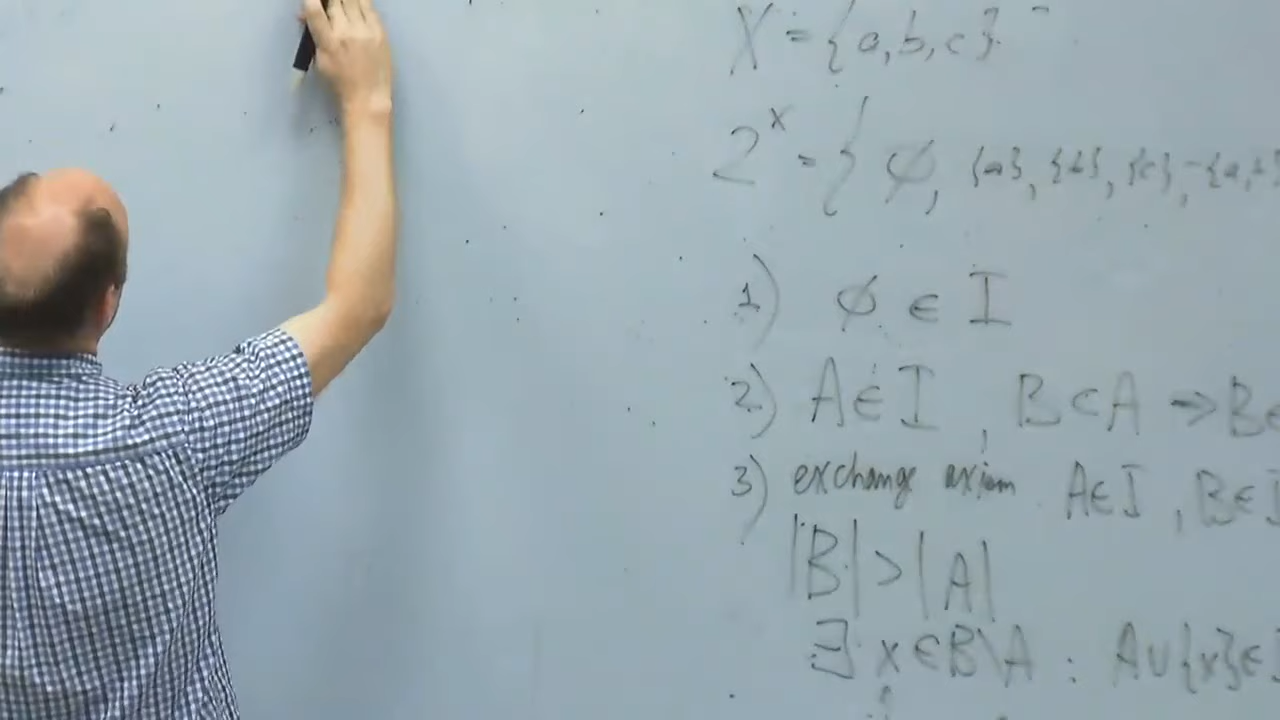 X = {a, b, c}
2^X = { ∅, {a}, {b}, {c}, {a,
1) ∅ ∈ I
2) A ∈ I , B ⊂ A ⇒ B ∈
3) exchange axiom A ∈ I , B ∈ I
|B| > |A|
∃ x ∈ B \ A : A ∪ {x} ∈ I